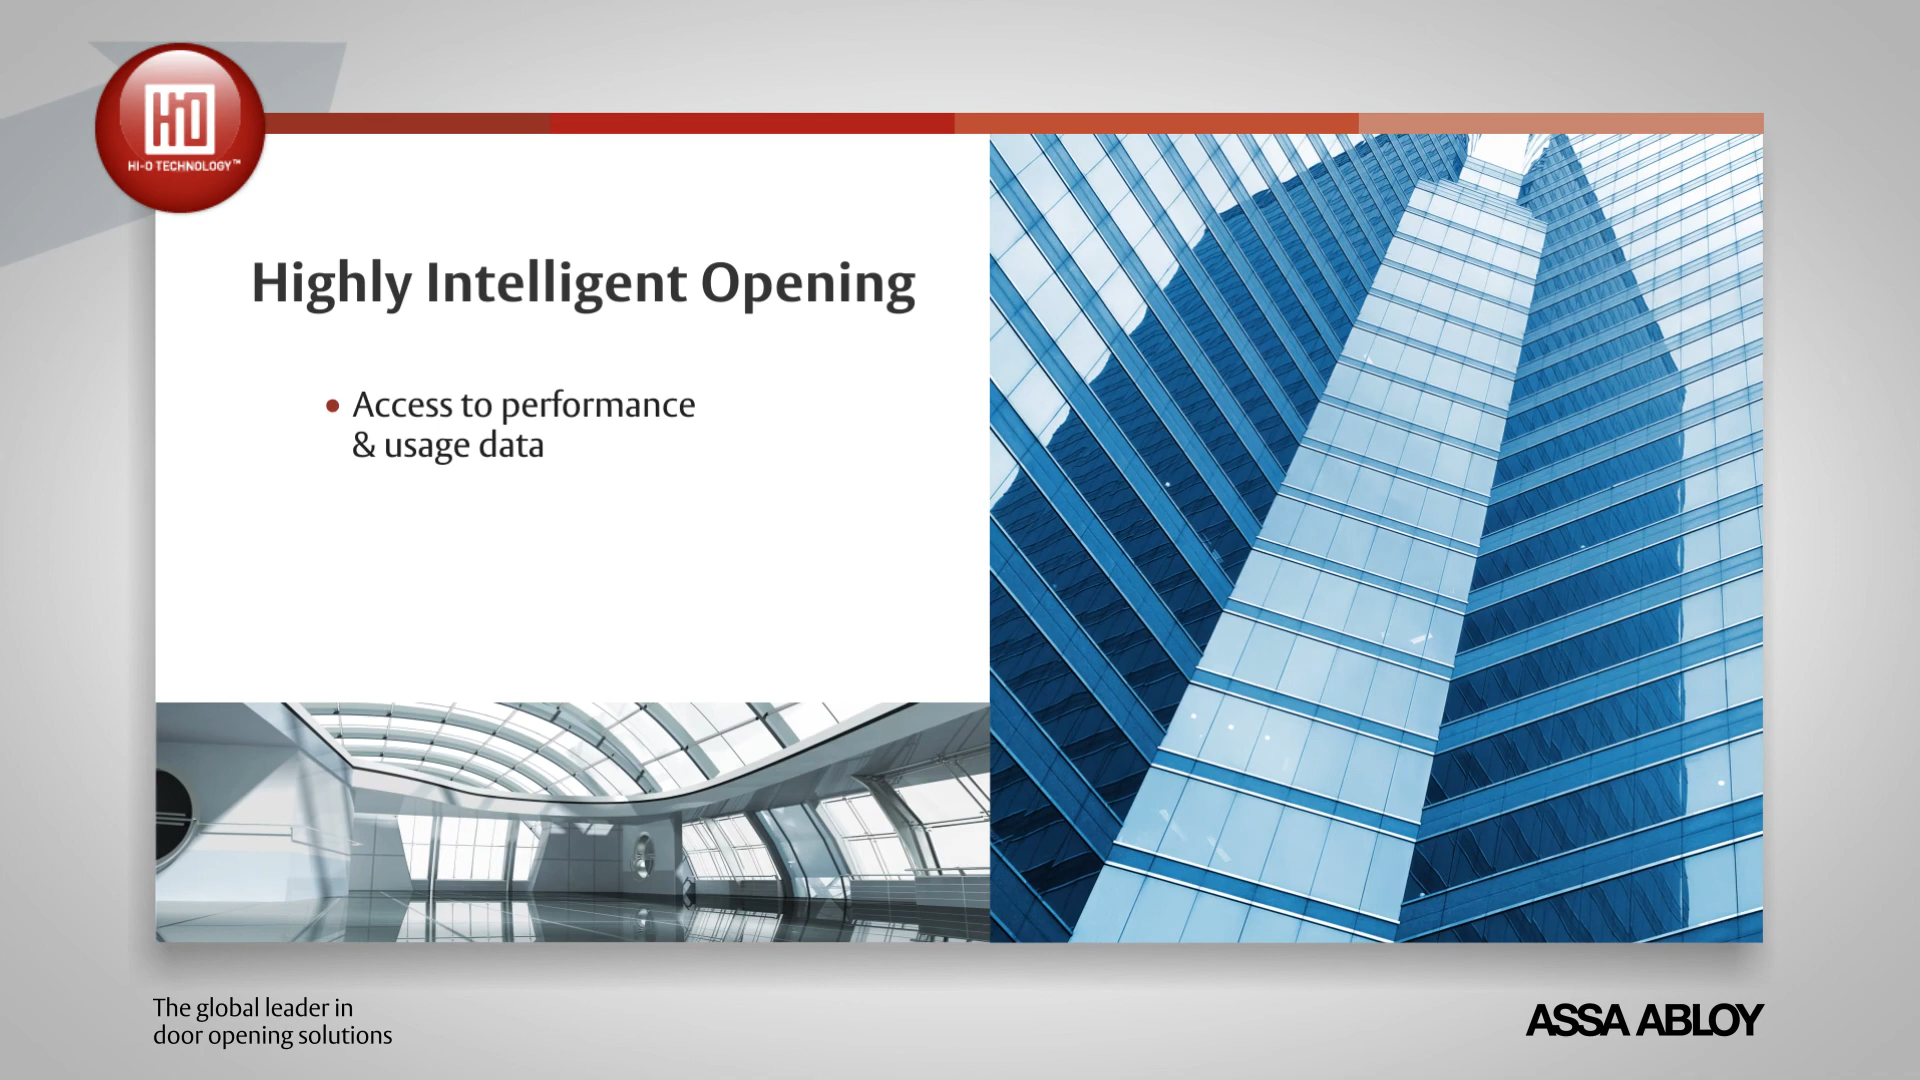 HiO
HI-O TECHNOLOGY™
Highly Intelligent Opening
• Access to performance
& usage data
The global leader in
door opening solutions
ASSA ABLOY